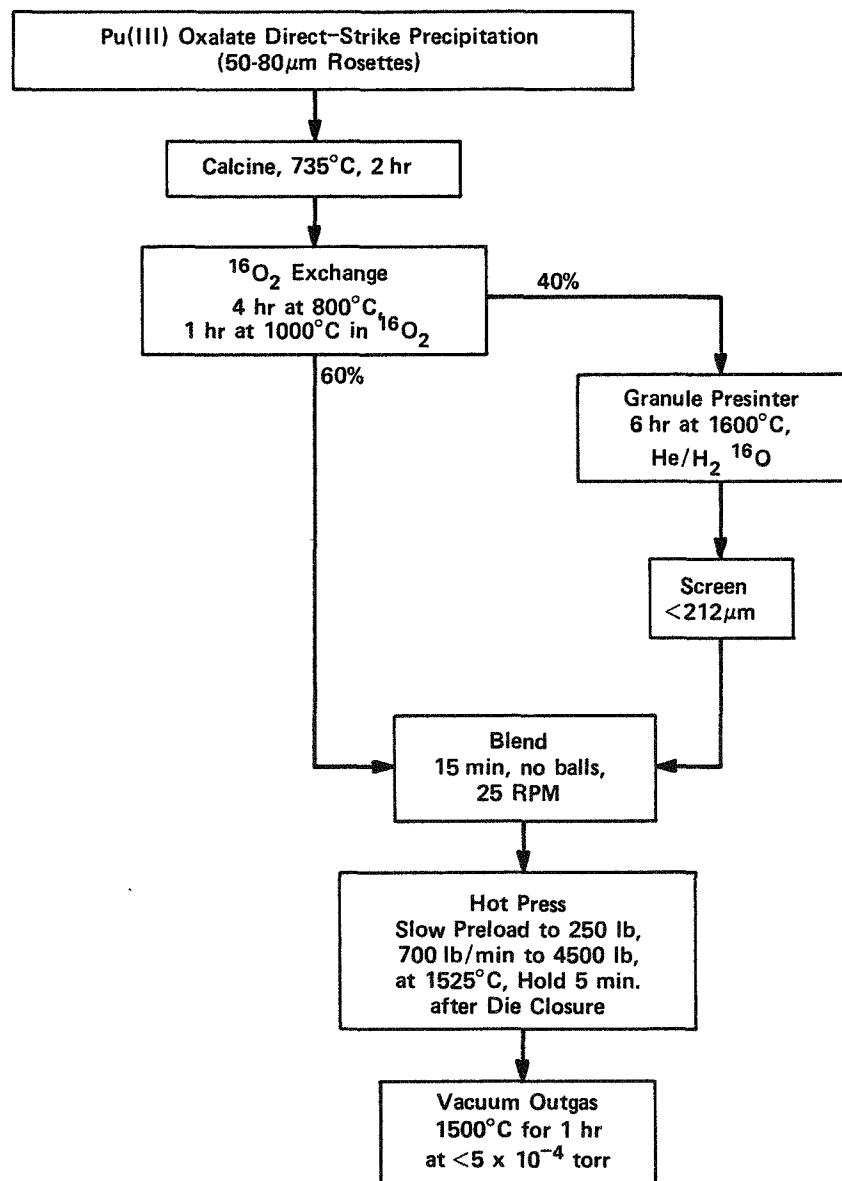 Pu(III) Oxalate Direct-Strike Precipitation
(50-80μm Rosettes)
Calcine, 735°C, 2 hr
¹⁶O₂ Exchange
4 hr at 800°C,
1 hr at 1000°C in ¹⁶O₂
40%
60%
Granule Presinter
6 hr at 1600°C,
He/H₂ ¹⁶O
Screen
<212μm
Blend
15 min, no balls,
25 RPM
Hot Press
Slow Preload to 250 lb,
700 lb/min to 4500 lb,
at 1525°C, Hold 5 min.
after Die Closure
Vacuum Outgas
1500°C for 1 hr
at <5 x 10⁻⁴ torr